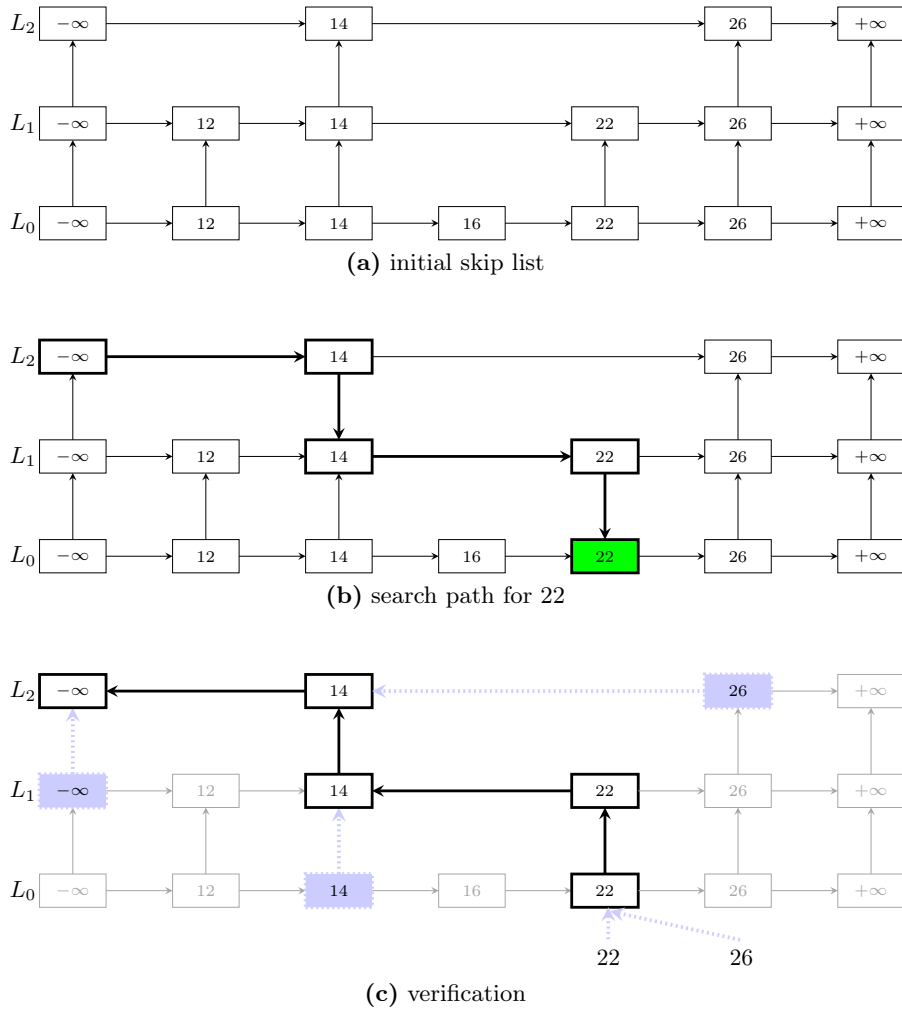 L₂ −∞ 14 26 +∞
L₁ −∞ 12 14 22 26 +∞
L₀ −∞ 12 14 16 22 26 +∞
(a) initial skip list
L₂ −∞ 14 26 +∞
L₁ −∞ 12 14 22 26 +∞
L₀ −∞ 12 14 16 22 26 +∞
(b) search path for 22
L₂ −∞ 14 26 +∞
L₁ −∞ 12 14 22 26 +∞
L₀ −∞ 12 14 16 22 26 +∞
22 26
(c) verification